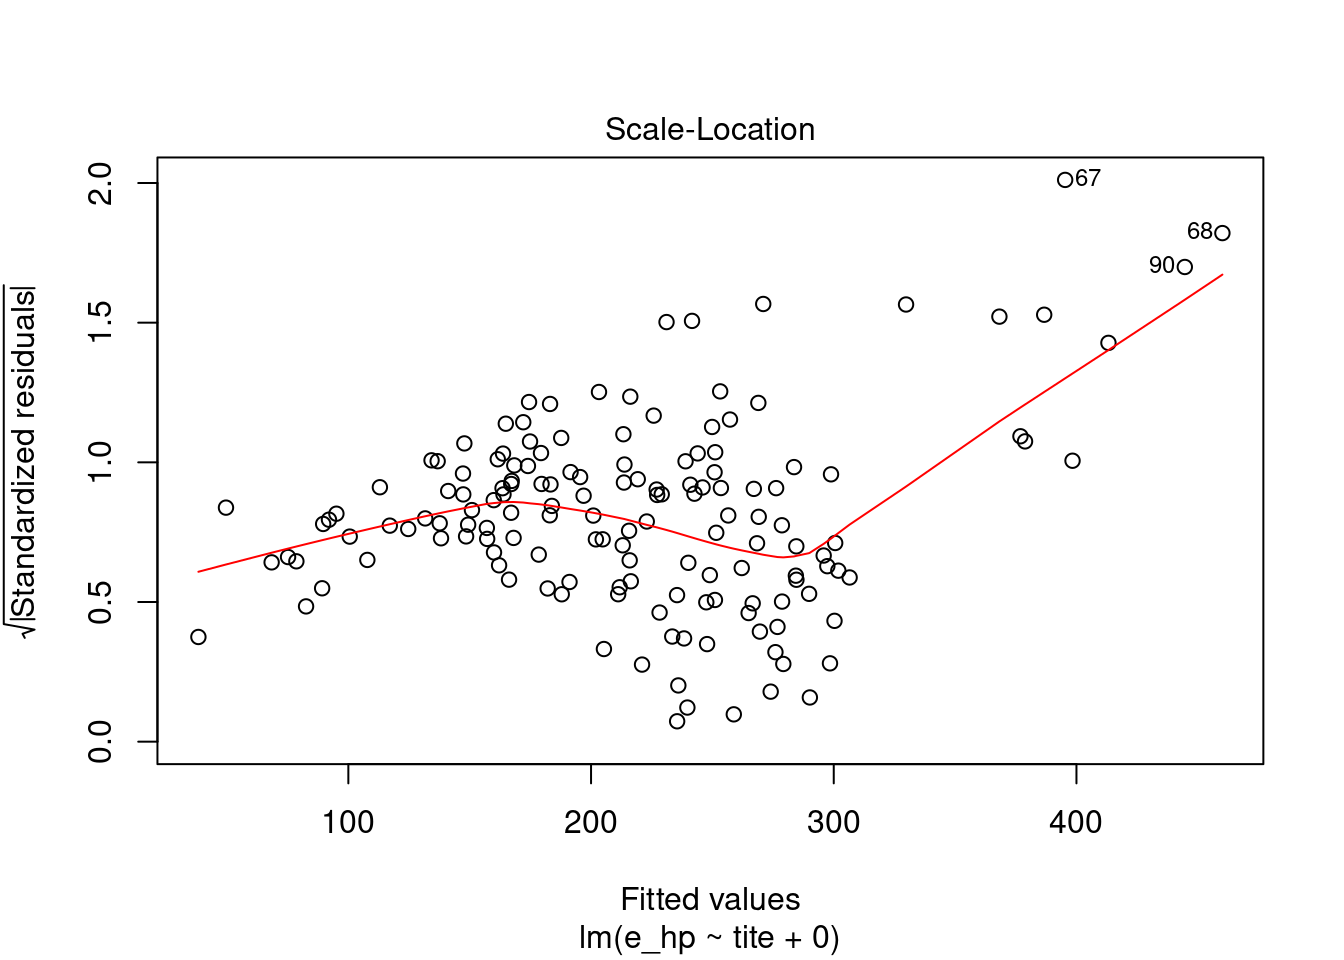 Scale-Location
√|Standardized residuals|
2.0
1.5
1.0
0.5
0.0
67
68
90
100 200 300 400
Fitted values
lm(e_hp ~ tite + 0)